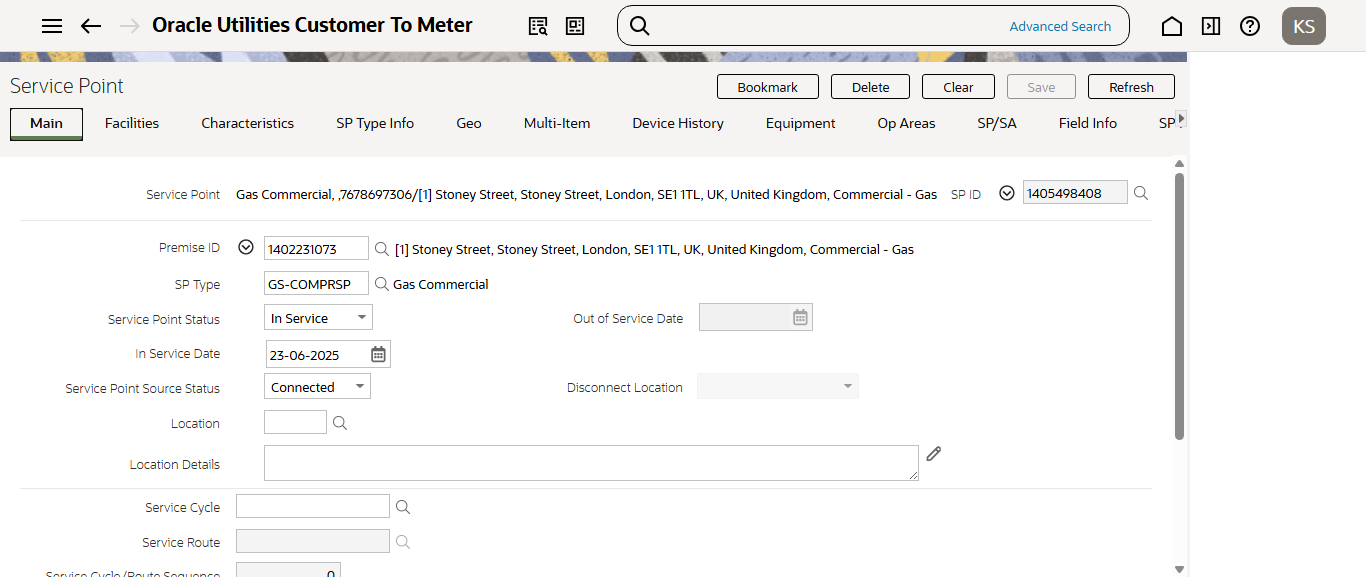 Oracle Utilities Customer To Meter
Advanced Search
KS
Service Point
Bookmark Delete Clear Save Refresh
Main Facilities Characteristics SP Type Info Geo Multi-Item Device History Equipment Op Areas SP/SA Field Info SP
Service Point Gas Commercial, ,7678697306/[1] Stoney Street, Stoney Street, London, SE1 1TL, UK, United Kingdom, Commercial - Gas SP ID 1405498408
Premise ID 1402231073 [1] Stoney Street, Stoney Street, London, SE1 1TL, UK, United Kingdom, Commercial - Gas
SP Type GS-COMPRSP Gas Commercial
Service Point Status In Service Out of Service Date
In Service Date 23-06-2025
Service Point Source Status Connected Disconnect Location
Location
Location Details
Service Cycle
Service Route
Service Cycle/Route Sequence 0